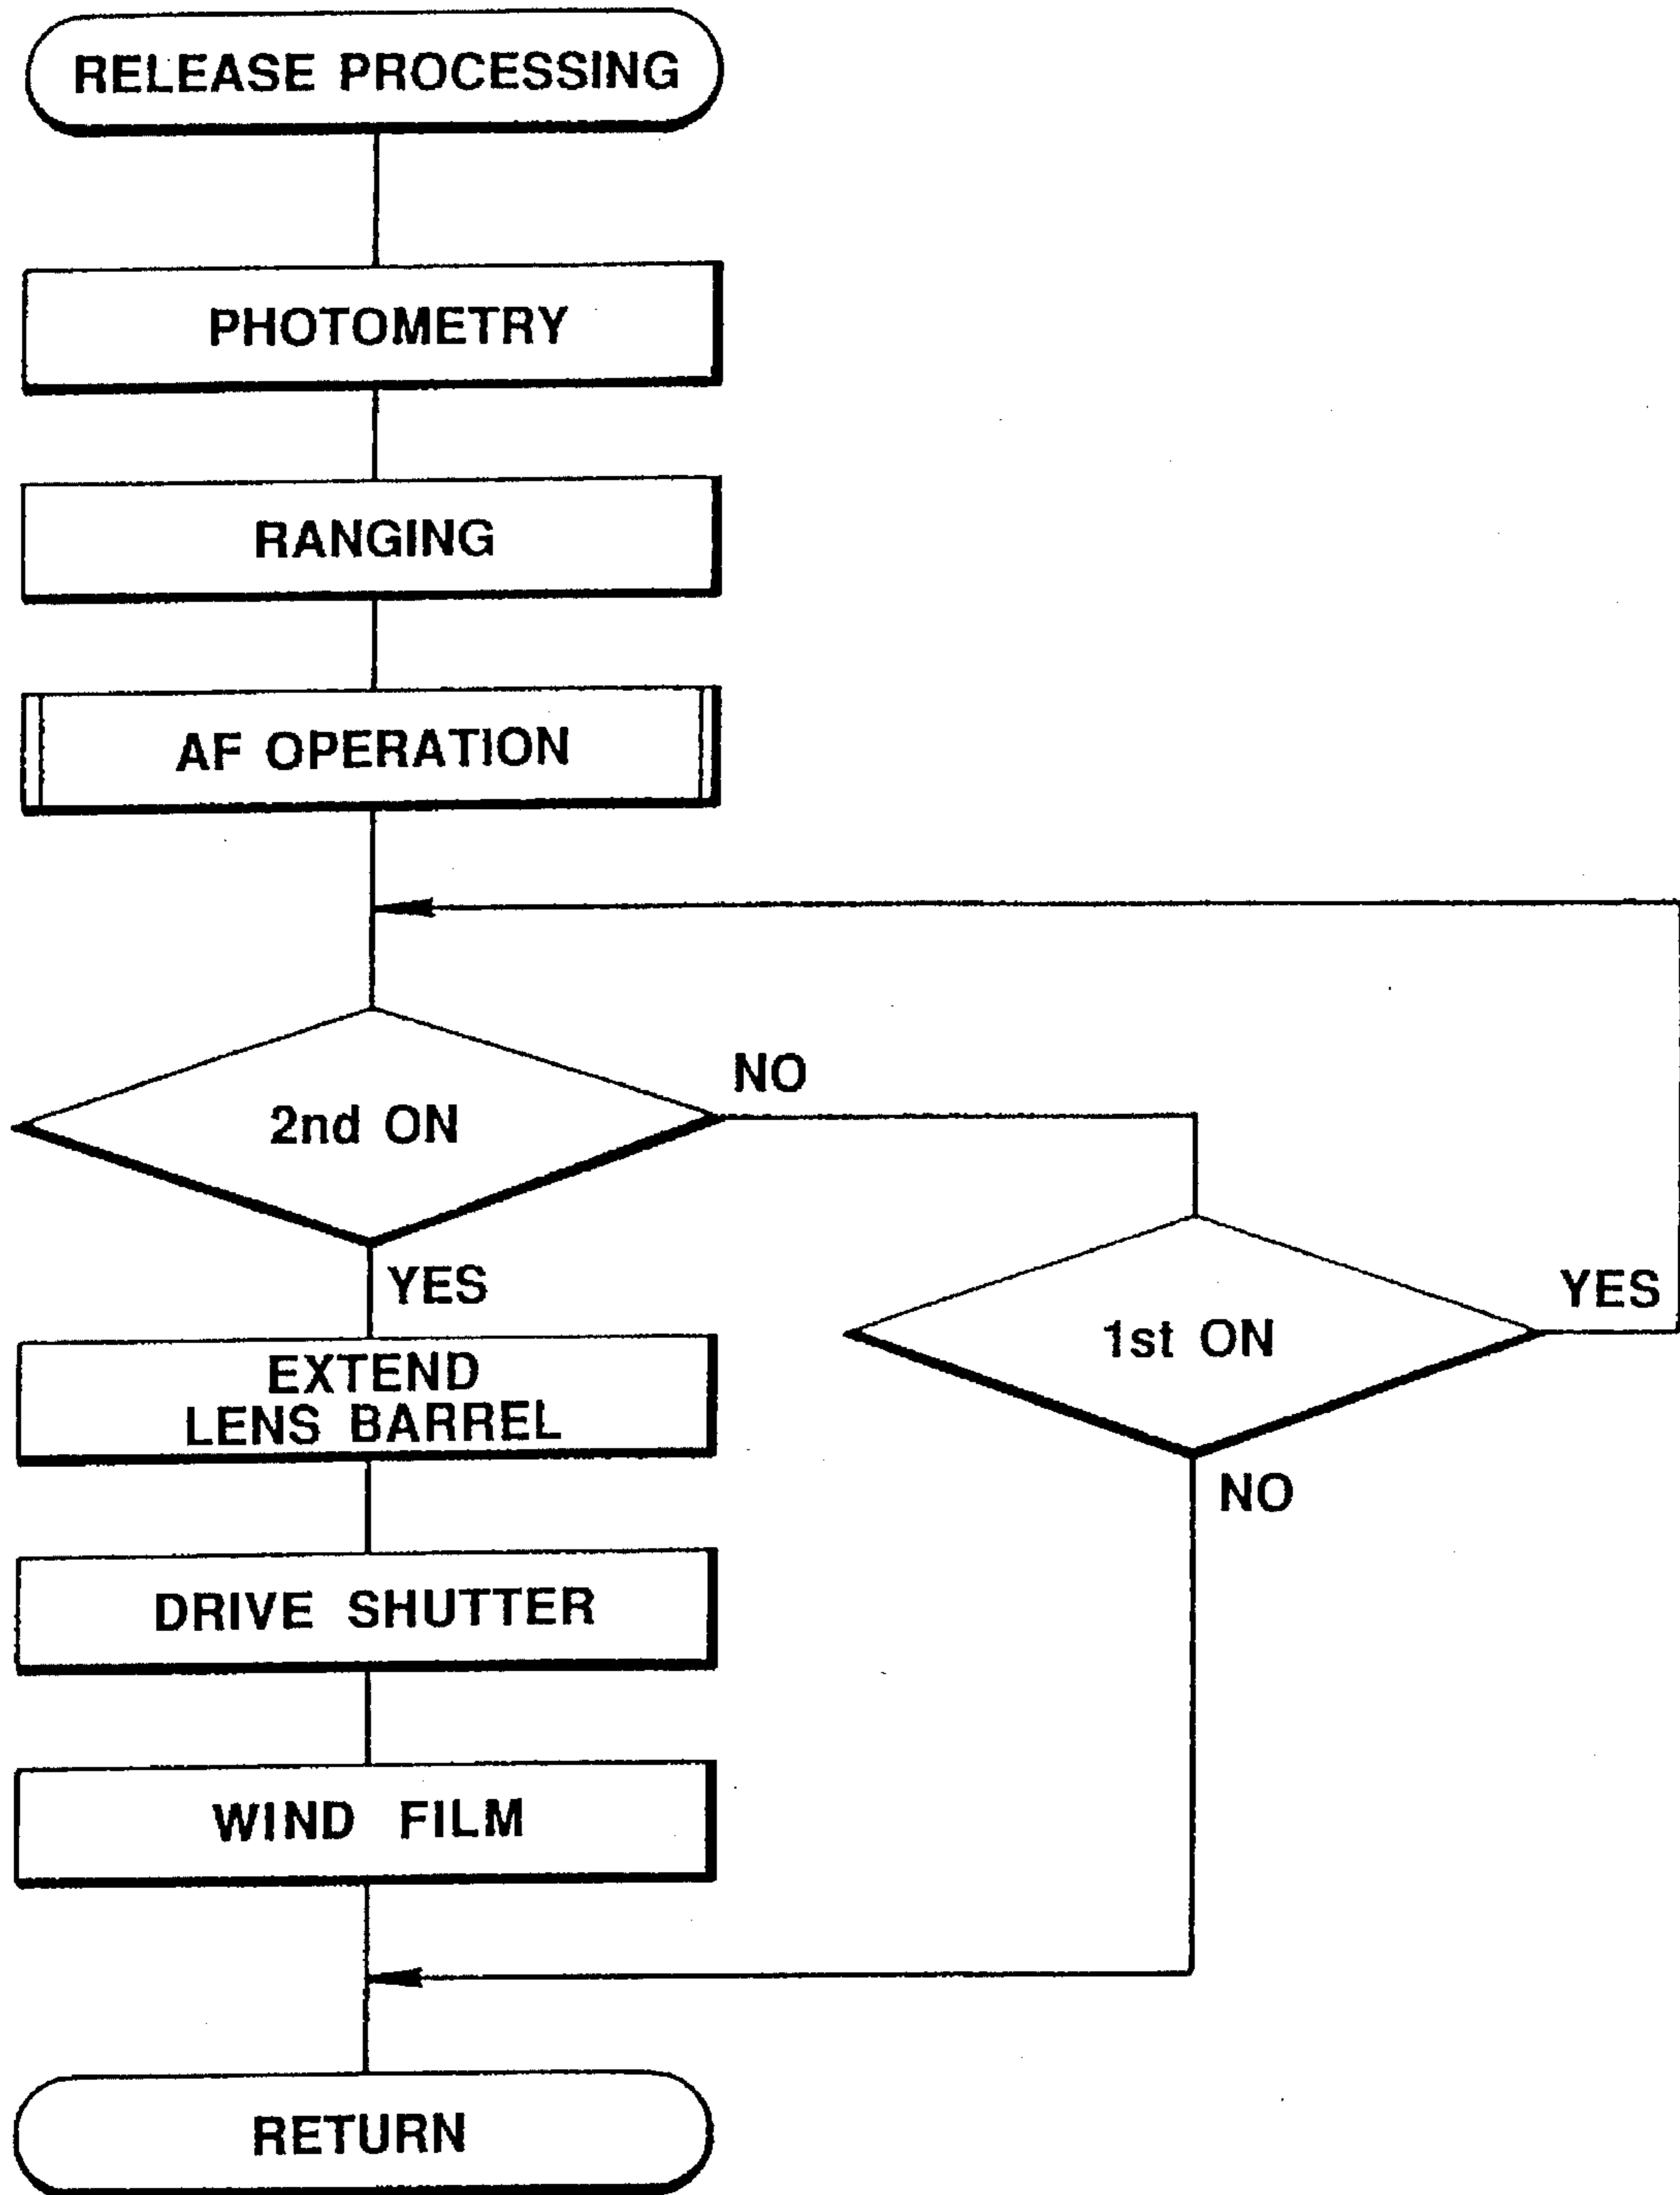 RELEASE PROCESSING
PHOTOMETRY
RANGING
AF OPERATION
2nd ON
NO
YES
1st ON
YES
NO
EXTEND
LENS BARREL
DRIVE SHUTTER
WIND FILM
RETURN